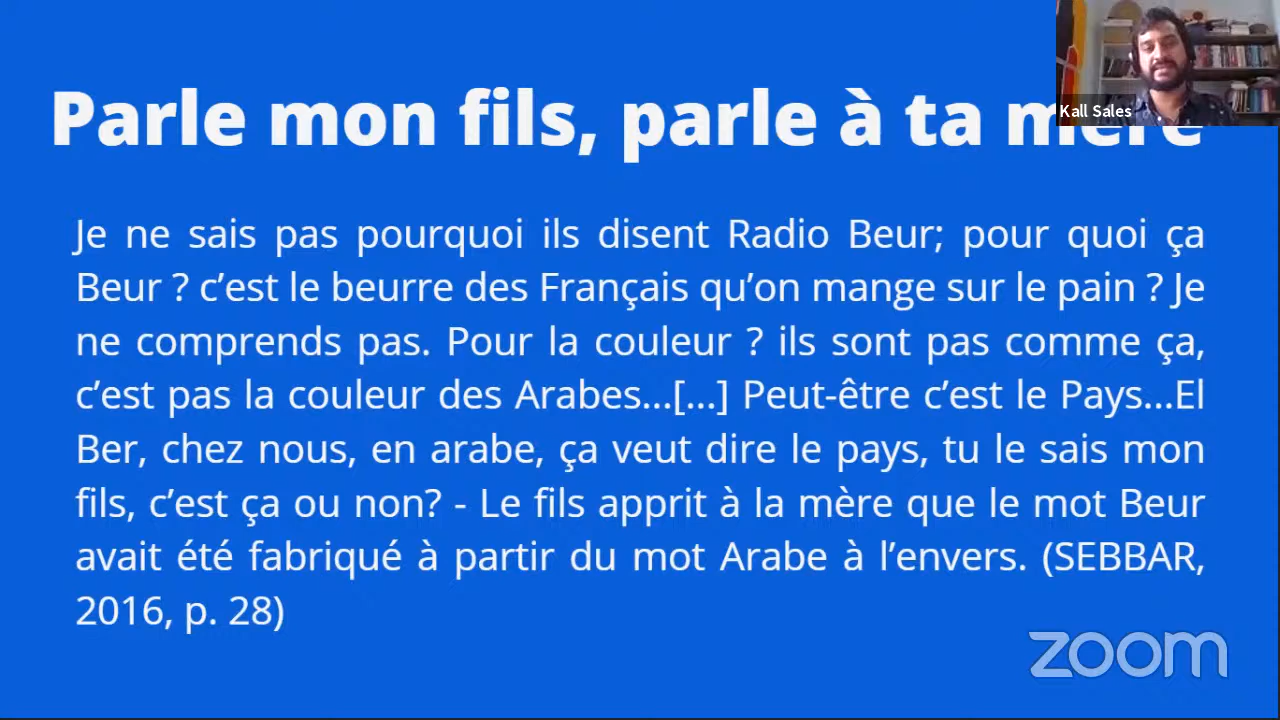 Parle mon fils, parle à ta mère
Kall Sales
Je ne sais pas pourquoi ils disent Radio Beur; pour quoi ça
Beur ? c’est le beurre des Français qu’on mange sur le pain ? Je
ne comprends pas. Pour la couleur ? ils sont pas comme ça,
c’est pas la couleur des Arabes...[...] Peut-être c’est le Pays...El
Ber, chez nous, en arabe, ça veut dire le pays, tu le sais mon
fils, c’est ça ou non? - Le fils apprit à la mère que le mot Beur
avait été fabriqué à partir du mot Arabe à l’envers. (SEBBAR,
2016, p. 28)
zoom